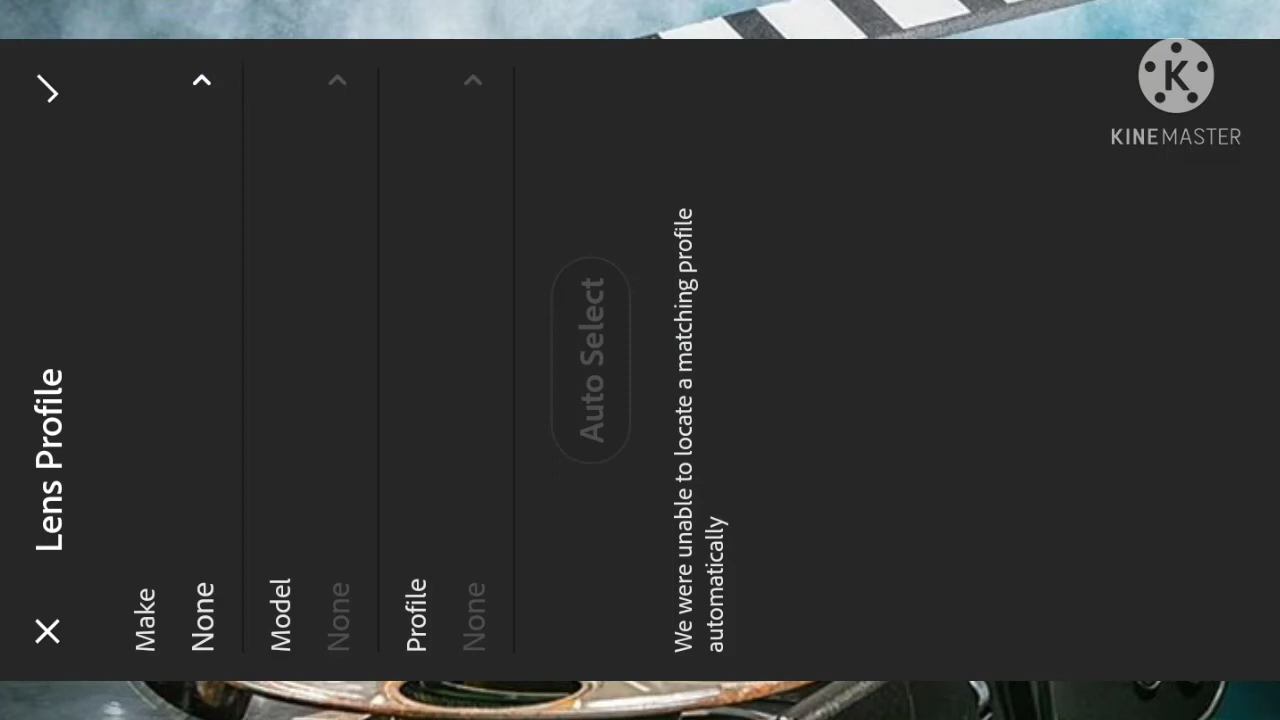 Lens Profile
Make
None
Model
None
Profile
None
Auto Select
We were unable to locate a matching profile
automatically
K
KINEMASTER